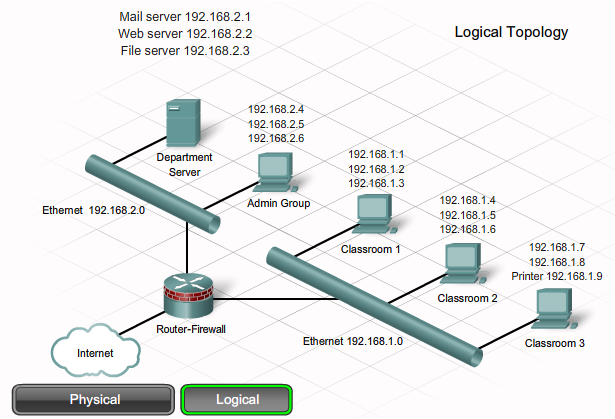 Mail server 192.168.2.1
Web server 192.168.2.2
File server 192.168.2.3
Logical Topology
192.168.2.4
192.168.2.5
192.168.2.6
Department
Server
Admin Group
Ethernet 192.168.2.0
192.168.1.1
192.168.1.2
192.168.1.3
Classroom 1
192.168.1.4
192.168.1.5
192.168.1.6
Classroom 2
192.168.1.7
192.168.1.8
Printer 192.168.1.9
Classroom 3
Router-Firewall
Ethernet 192.168.1.0
Internet
Physical
Logical